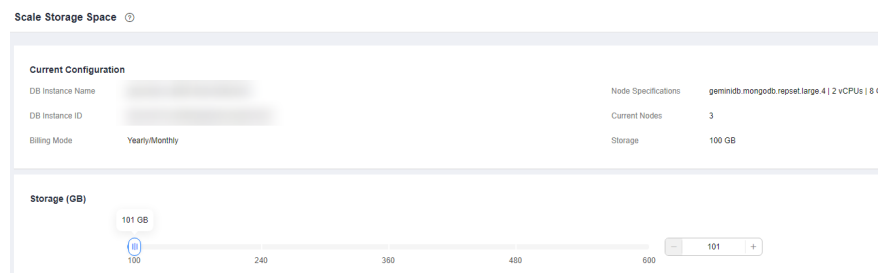 Scale Storage Space ?
Current Configuration
DB Instance Name
Node Specifications geminidb.mongodb.repset.large.4 | 2 vCPUs | 8
DB Instance ID
Current Nodes 3
Billing Mode Yearly/Monthly
Storage 100 GB
Storage (GB)
101 GB
100 240 360 480 600
− 101 +